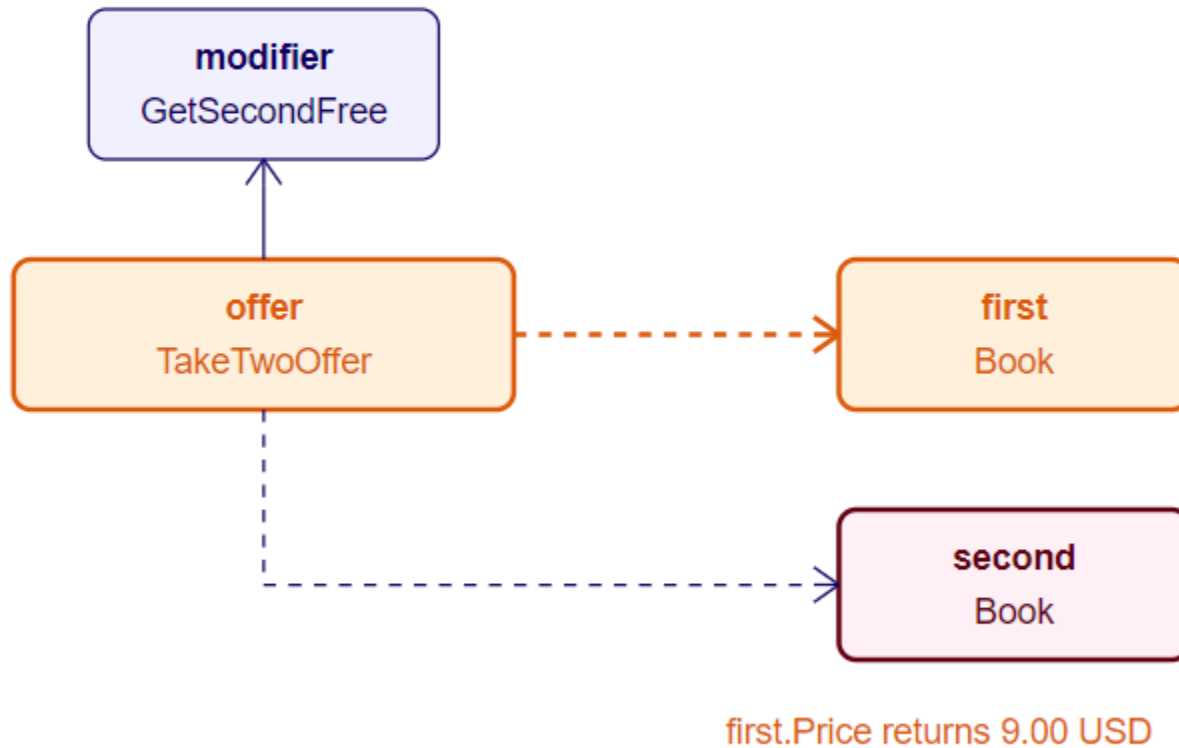 modifier
GetSecondFree
offer
TakeTwoOffer
first
Book
second
Book
first.Price returns 9.00 USD